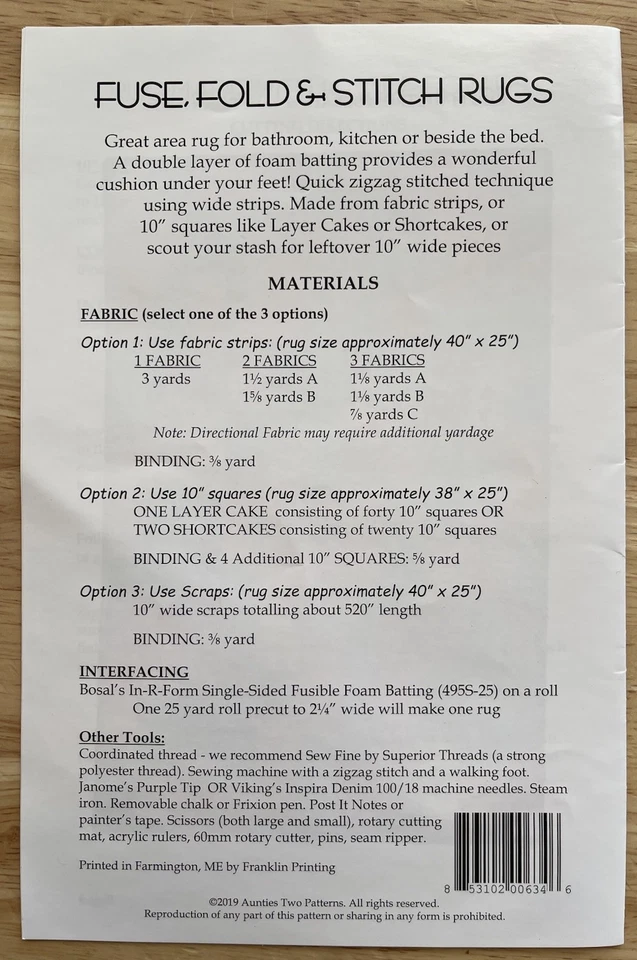 FUSE, FOLD & STITCH RUGS
Great area rug for bathroom, kitchen or beside the bed.
A double layer of foam batting provides a wonderful
cushion under your feet! Quick zigzag stitched technique
using wide strips. Made from fabric strips, or
10” squares like Layer Cakes or Shortcakes, or
scout your stash for leftover 10” wide pieces
MATERIALS
FABRIC (select one of the 3 options)
Option 1: Use fabric strips: (rug size approximately 40” x 25”)
1 FABRIC 2 FABRICS 3 FABRICS
3 yards 1½ yards A 1⅛ yards A
1⅝ yards B 1⅛ yards B
⅞ yards C
Note: Directional Fabric may require additional yardage
BINDING: ⅜ yard
Option 2: Use 10” squares (rug size approximately 38” x 25”)
ONE LAYER CAKE consisting of forty 10” squares OR
TWO SHORTCAKES consisting of twenty 10” squares
BINDING & 4 Additional 10” SQUARES: ⅝ yard
Option 3: Use Scraps: (rug size approximately 40” x 25”)
10” wide scraps totalling about 520” length
BINDING: ⅜ yard
INTERFACING
Bosal’s In-R-Form Single-Sided Fusible Foam Batting (495S-25) on a roll
One 25 yard roll precut to 2¼” wide will make one rug
Other Tools:
Coordinated thread - we recommend Sew Fine by Superior Threads (a strong
polyester thread). Sewing machine with a zigzag stitch and a walking foot.
Janome’s Purple Tip OR Viking’s Inspira Denim 100/18 machine needles. Steam
iron. Removable chalk or Frixion pen. Post It Notes or
painter’s tape. Scissors (both large and small), rotary cutting
mat, acrylic rulers, 60mm rotary cutter, pins, seam ripper.
Printed in Farmington, ME by Franklin Printing
8 53102 00634 6
©2019 Aunties Two Patterns. All rights reserved.
Reproduction of any part of this pattern or sharing in any form is prohibited.